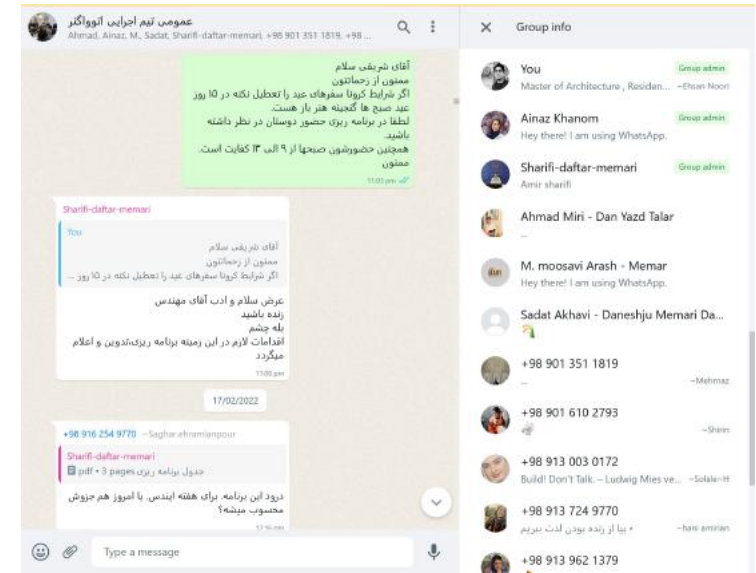 عمومی تیم اجرایی اتوواگنر
Ahmad, Ainaz, M., Sadat, Sharifi-daftar-memari, +98 901 351 1819, +98 ...
آقای شریفی سلام
ممنون از زحماتتون
اگر شرایط کرونا سفرهای عید را تعطیل نکنه در ۱۵ روز
عید صبح ها گنجینه هنر باز هست.
لطفا در برنامه ریزی حضور دوستان در نظر داشته
باشید.
همچنین حضورشون صبحها از ۹ الی ۱۳ کفایت است.
ممنون
Sharifi-daftar-memari
You
آقای شریفی سلام
ممنون از زحماتتون
اگر شرایط کرونا سفرهای عید را تعطیل نکنه در ۱۵ روز ...
عرض سلام و ادب آقای مهندس
زنده باشید
بله چشم
اقدامات لازم در این زمینه برنامه ریزی،تدوین و اعلام
میگردد
17/02/2022
+98 916 254 9770 ~Saghar.ehramianpour
Sharifi-daftar-memari
جدول برنامه ریزی pdf • 3 pages
درود این برنامه. برای هفته ایندس. یا امروز هم جزوش
محسوب میشه؟
Type a message
Group info
You
Group admin
Master of Architecture , Residen... ~Ehsan Noori
Ainaz Khanom
Group admin
Hey there! I am using WhatsApp.
Sharifi-daftar-memari
Group admin
Amir sharifi
Ahmad Miri - Dan Yazd Talar
...
M. moosavi Arash - Memar
Hey there! I am using WhatsApp.
Sadat Akhavi - Daneshju Memari Da...
+98 901 351 1819
... ~Mehrnaz
+98 901 610 2793
~Shirin
+98 913 003 0172
Build! Don't Talk. – Ludwig Mies ve... ~Solale~H
+98 913 724 9770
بیا از زنده بودن لذت ببریم • ~hani amirian
+98 913 962 1379